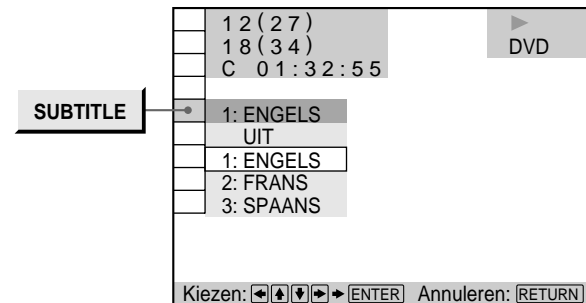 12(27)
18(34)
C 01:32:55
DVD
SUBTITLE
1: ENGELS
UIT
1: ENGELS
2: FRANS
3: SPAANS
Kiezen: ENTER Annuleren: RETURN